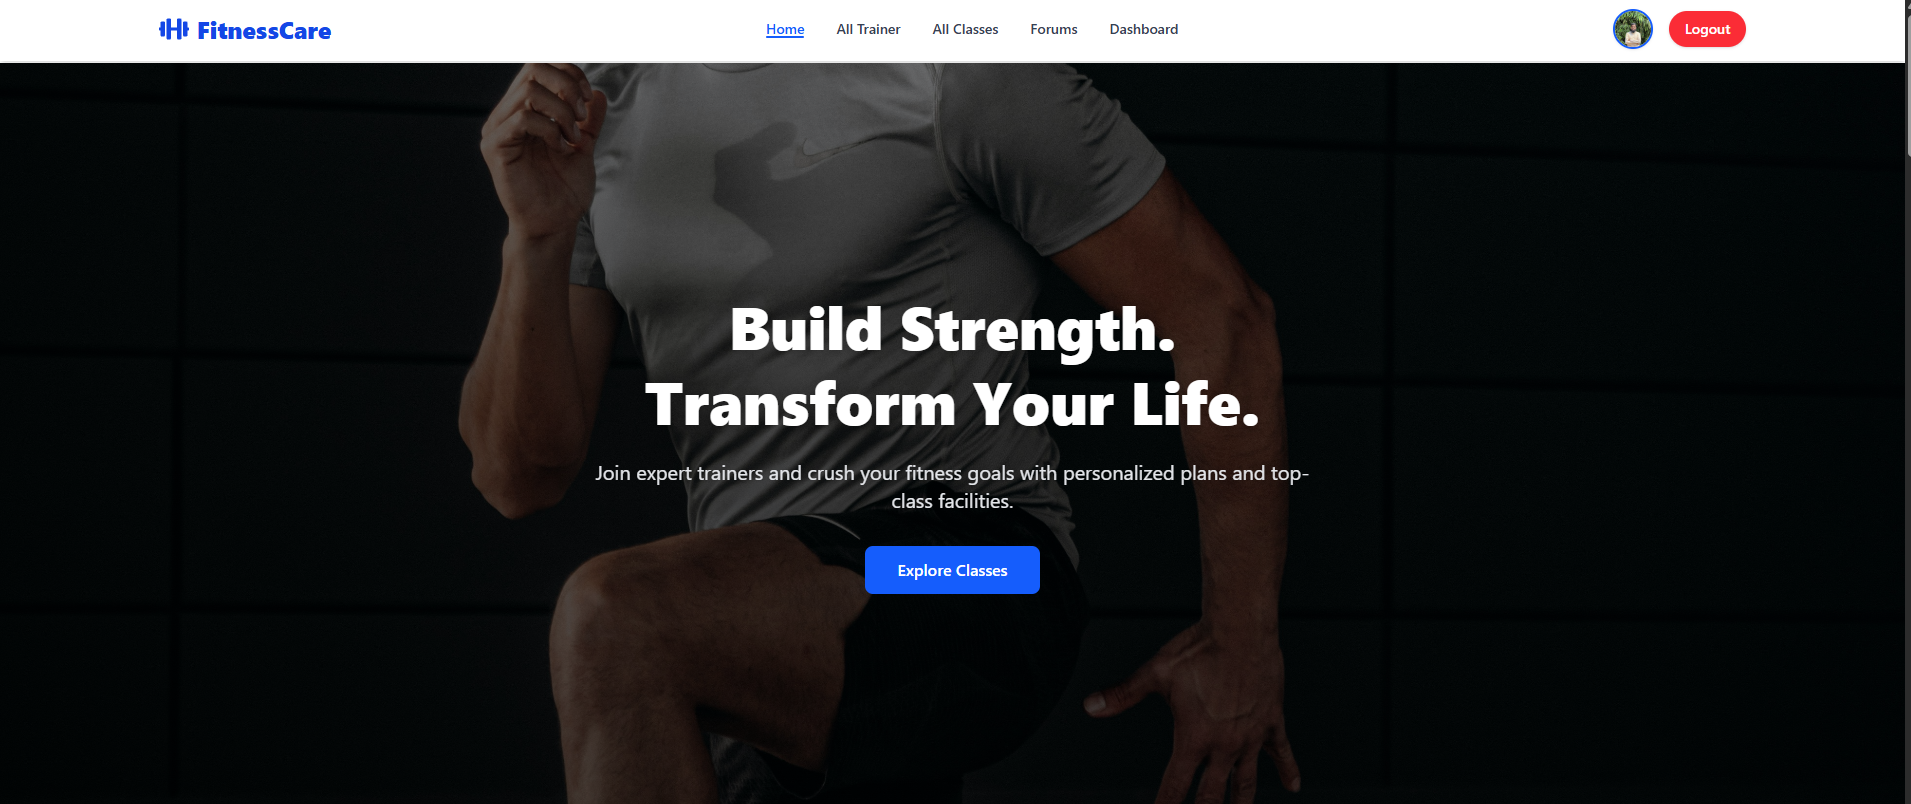 FitnessCare
Home
All Trainer
All Classes
Forums
Dashboard
Logout
Build Strength.
Transform Your Life.
Join expert trainers and crush your fitness goals with personalized plans and top-
class facilities.
Explore Classes